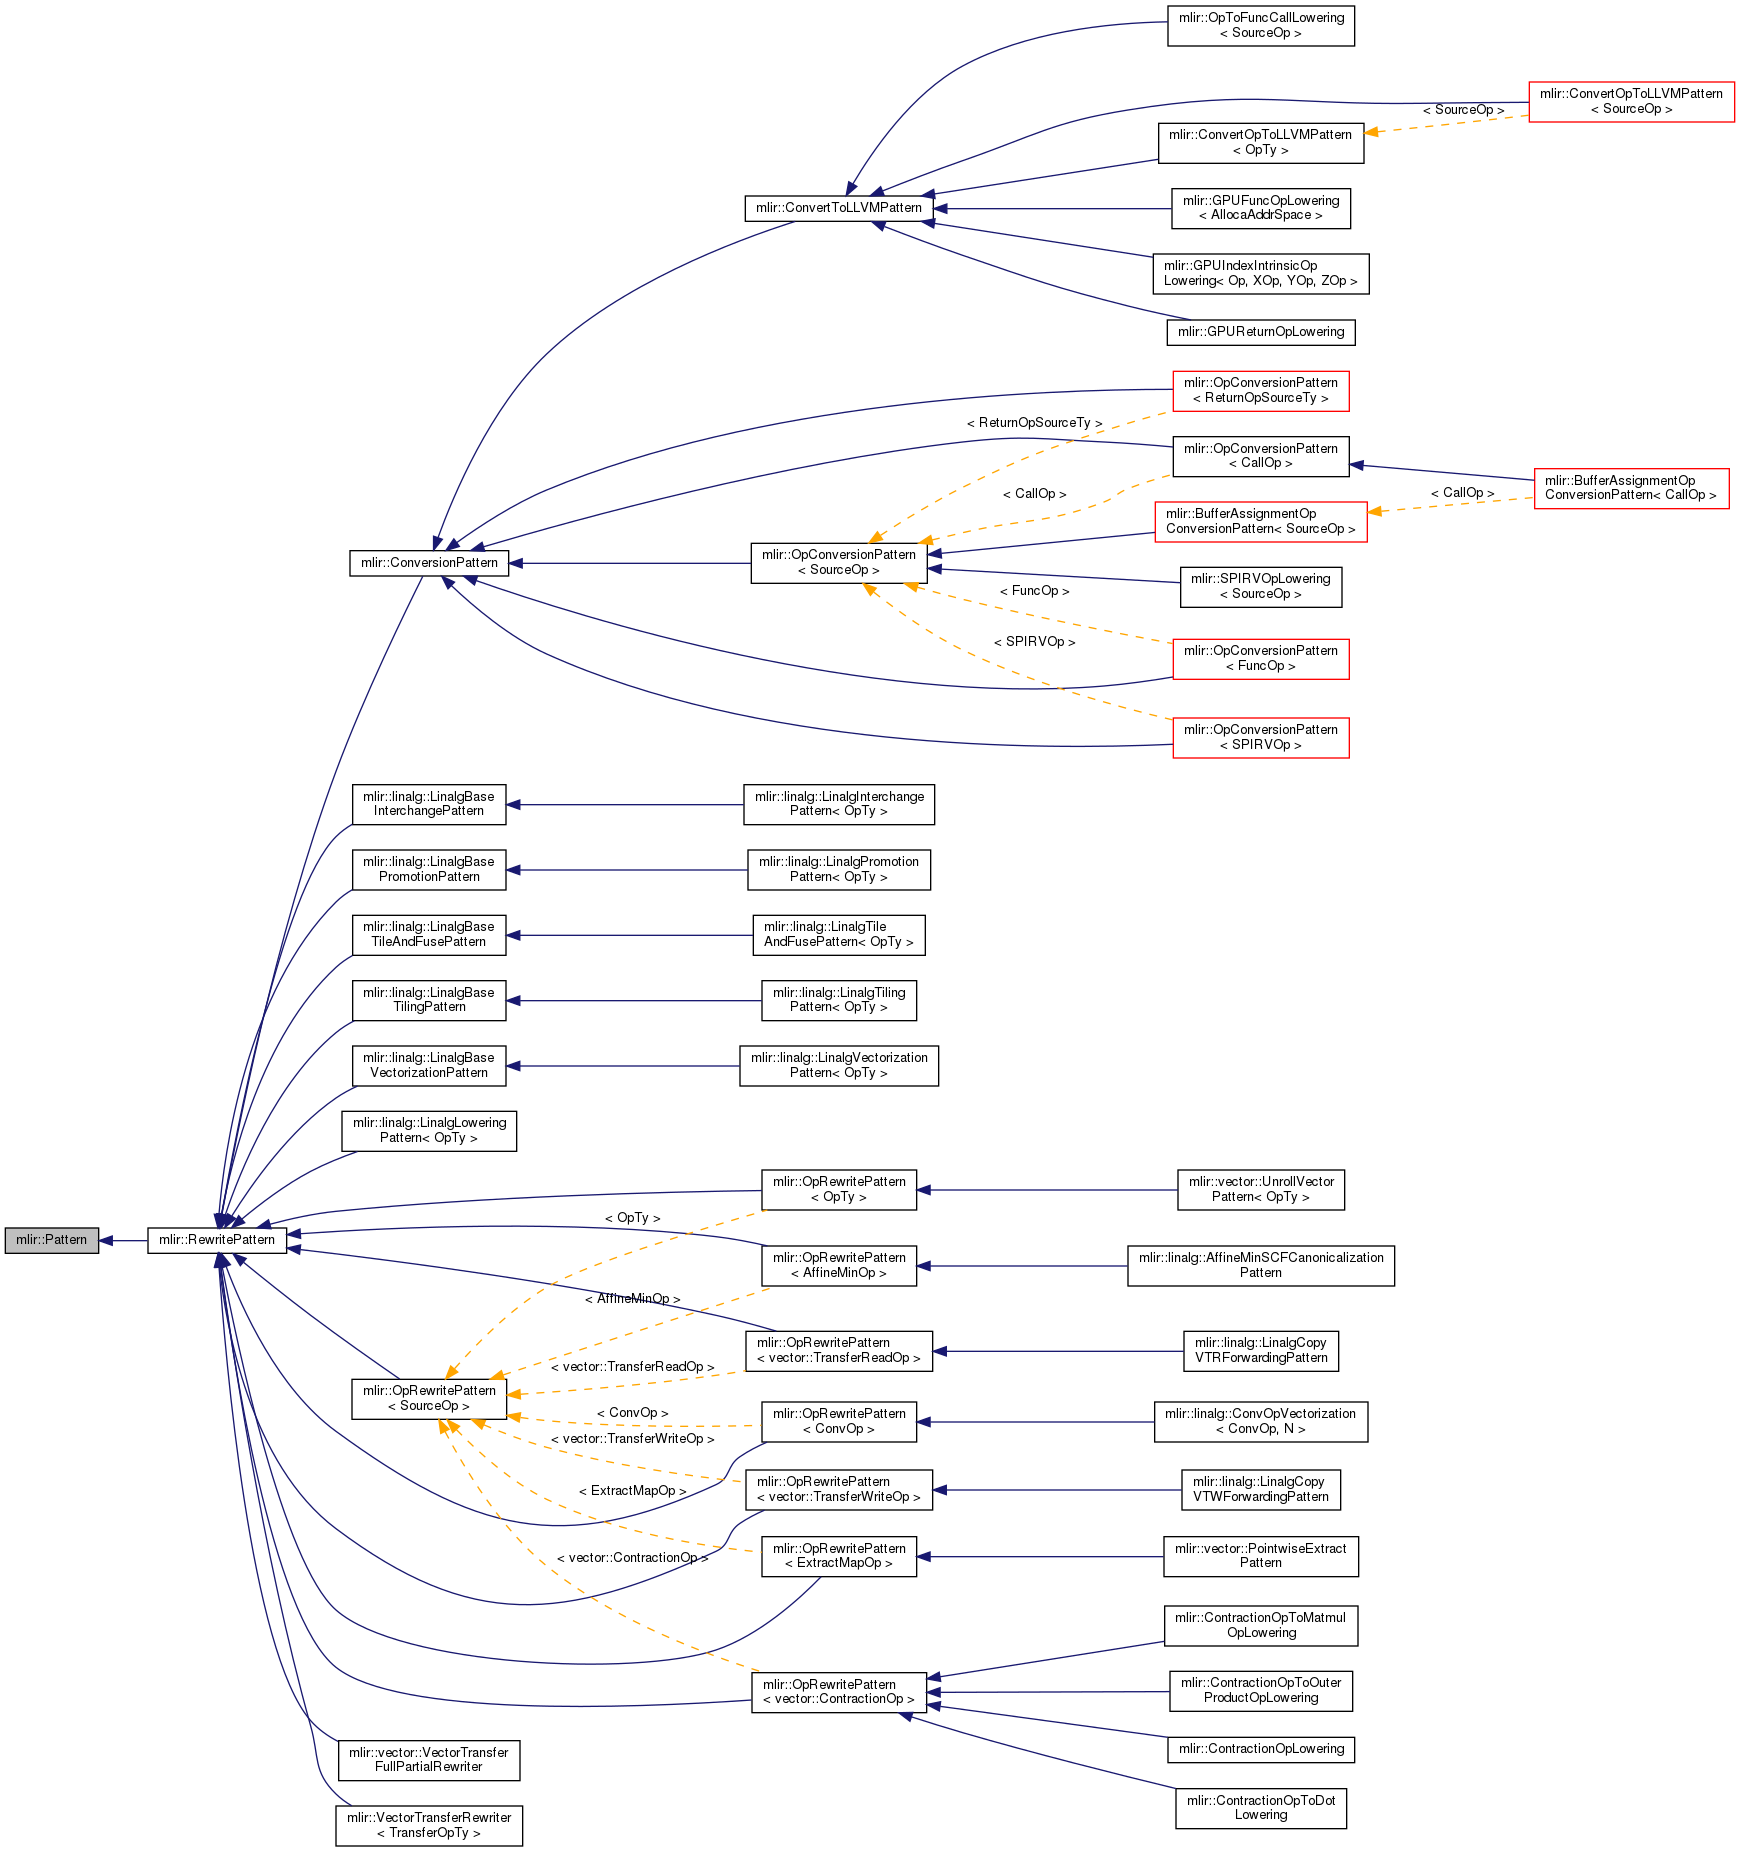 mlir::OpToFuncCallLowering
< SourceOp >
mlir::ConvertOpToLLVMPattern
< SourceOp >
< SourceOp >
mlir::ConvertOpToLLVMPattern
< OpTy >
mlir::ConvertToLLVMPattern
mlir::GPUFuncOpLowering
< AllocaAddrSpace >
mlir::GPUIndexIntrinsicOp
Lowering< Op, XOp, YOp, ZOp >
mlir::GPUReturnOpLowering
mlir::OpConversionPattern
< ReturnOpSourceTy >
< ReturnOpSourceTy >
mlir::OpConversionPattern
< CallOp >
< CallOp >
mlir::BufferAssignmentOp
ConversionPattern< CallOp >
< CallOp >
mlir::BufferAssignmentOp
ConversionPattern< SourceOp >
mlir::ConversionPattern
mlir::OpConversionPattern
< SourceOp >
mlir::SPIRVOpLowering
< SourceOp >
< FuncOp >
< SPIRVOp >
mlir::OpConversionPattern
< FuncOp >
mlir::OpConversionPattern
< SPIRVOp >
mlir::linalg::LinalgBase
InterchangePattern
mlir::linalg::LinalgInterchange
Pattern< OpTy >
mlir::linalg::LinalgBase
PromotionPattern
mlir::linalg::LinalgPromotion
Pattern< OpTy >
mlir::linalg::LinalgBase
TileAndFusePattern
mlir::linalg::LinalgTile
AndFusePattern< OpTy >
mlir::linalg::LinalgBase
TilingPattern
mlir::linalg::LinalgTiling
Pattern< OpTy >
mlir::linalg::LinalgBase
VectorizationPattern
mlir::linalg::LinalgVectorization
Pattern< OpTy >
mlir::linalg::LinalgLowering
Pattern< OpTy >
mlir::OpRewritePattern
< OpTy >
mlir::vector::UnrollVector
Pattern< OpTy >
< OpTy >
mlir::Pattern
mlir::RewritePattern
mlir::OpRewritePattern
< AffineMinOp >
mlir::linalg::AffineMinSCFCanonicalization
Pattern
< AffineMinOp >
mlir::OpRewritePattern
< vector::TransferReadOp >
mlir::linalg::LinalgCopy
VTRForwardingPattern
< vector::TransferReadOp >
mlir::OpRewritePattern
< SourceOp >
< ConvOp >
mlir::OpRewritePattern
< ConvOp >
mlir::linalg::ConvOpVectorization
< ConvOp, N >
< vector::TransferWriteOp >
mlir::OpRewritePattern
< vector::TransferWriteOp >
mlir::linalg::LinalgCopy
VTWForwardingPattern
< ExtractMapOp >
mlir::OpRewritePattern
< ExtractMapOp >
mlir::vector::PointwiseExtract
Pattern
< vector::ContractionOp >
mlir::ContractionOpToMatmul
OpLowering
mlir::OpRewritePattern
< vector::ContractionOp >
mlir::ContractionOpToOuter
ProductOpLowering
mlir::ContractionOpLowering
mlir::vector::VectorTransfer
FullPartialRewriter
mlir::ContractionOpToDot
Lowering
mlir::VectorTransferRewriter
< TransferOpTy >